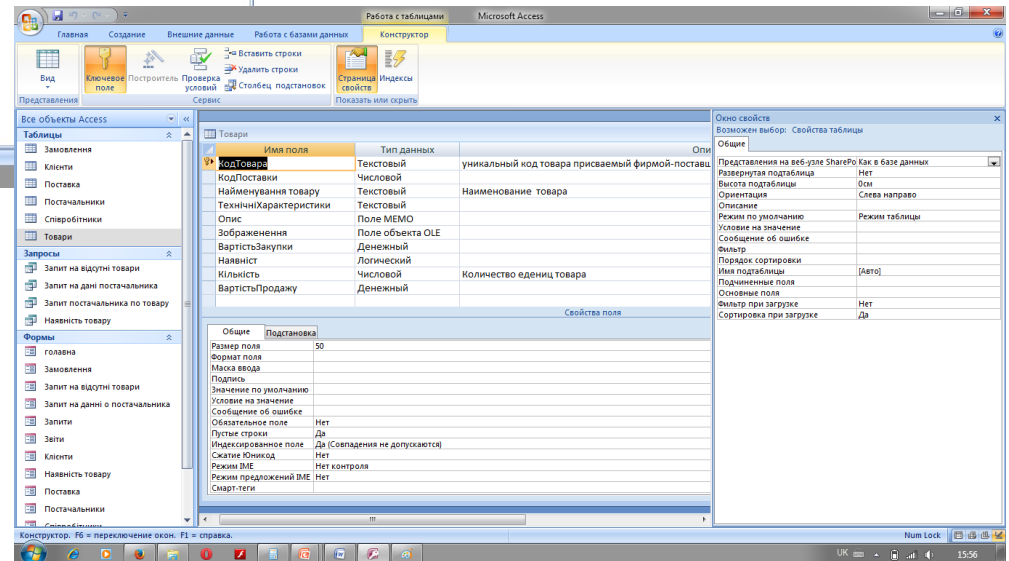 Работа с таблицами Microsoft Access
Главная Создание Внешние данные Работа с базами данных Конструктор
Вид
Представления
Ключевое поле
Построитель
Проверка условий
Вставить строки
Удалить строки
Столбец подстановок
Сервис
Страница свойств
Индексы
Показать или скрыть
Все объекты Access
Таблицы
Замовлення
Клієнти
Поставка
Постачальники
Співробітники
Товари
Запросы
Запит на відсутні товари
Запит на дані постачальника
Запит постачальника по товару
Наявність товару
Формы
головна
Замовлення
Запит на відсутні товари
Запит на данні о постачальника
Запити
Звіти
Клієнти
Наявність товару
Поставка
Постачальники
Співробітники
Товари
Имя поля Тип данных Опи
КодТовара Текстовый уникальный код товара присваемый фирмой-поставщ
КодПоставки Числовой
Найменування товару Текстовый Наименование товара
ТехнічніХарактеристики Текстовый
Опис Поле МЕМО
Зображенення Поле объекта OLE
ВартістьЗакупки Денежный
Наявніст Логический
Кількість Числовой Количество едениц товара
ВартістьПродажу Денежный
Свойства поля
Общие Подстановка
Размер поля 50
Формат поля
Маска ввода
Подпись
Значение по умолчанию
Условие на значение
Сообщение об ошибке
Обязательное поле Нет
Пустые строки Да
Индексированное поле Да (Совпадения не допускаются)
Сжатие Юникод Нет
Режим IME Нет контроля
Режим предложений IME Нет
Смарт-теги
Окно свойств
Возможен выбор: Свойства таблицы
Общие
Представления на веб-узле SharePo Как в базе данных
Развернутая подтаблица Нет
Высота подтаблицы 0см
Ориентация Слева направо
Описание
Режим по умолчанию Режим таблицы
Условие на значение
Сообщение об ошибке
Фильтр
Порядок сортировки
Имя подтаблицы [Авто]
Подчиненные поля
Основные поля
Фильтр при загрузке Нет
Сортировка при загрузке Да
Конструктор. F6 = переключение окон. F1 = справка. Num Lock
UK 15:56